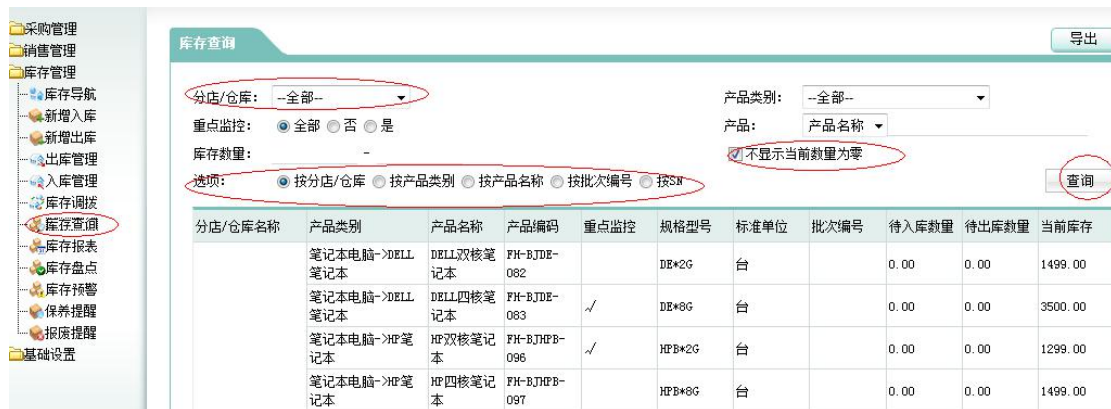 采购管理
销售管理
库存管理
库存导航
新增入库
新增出库
出库管理
入库管理
库存调拨
库存查询
库存报表
库存盘点
库存预警
保养提醒
报废提醒
基础设置
库存查询
导出
分店/仓库： --全部-- 产品类别： --全部--
重点监控： 全部 否 是 产品： 产品名称
库存数量： - 不显示当前数量为零
选项： 按分店/仓库 按产品类别 按产品名称 按批次编号 按SN 查询
分店/仓库名称 产品类别 产品名称 产品编码 重点监控 规格型号 标准单位 批次编号 待入库数量 待出库数量 当前库存
笔记本电脑->DELL DELL双核笔 FH-BJDE-
笔记本 记本 082 DE*2G 台 0.00 0.00 1499.00
笔记本电脑->DELL DELL四核笔 FH-BJDE-
笔记本 记本 083 √ DE*8G 台 0.00 0.00 3500.00
笔记本电脑->HP笔 HP双核笔记 FH-BJHPB-
记本 本 096 √ HPB*2G 台 0.00 0.00 1299.00
笔记本电脑->HP笔 HP四核笔记 FH-BJHPB-
记本 本 097 HPB*8G 台 0.00 0.00 1499.00